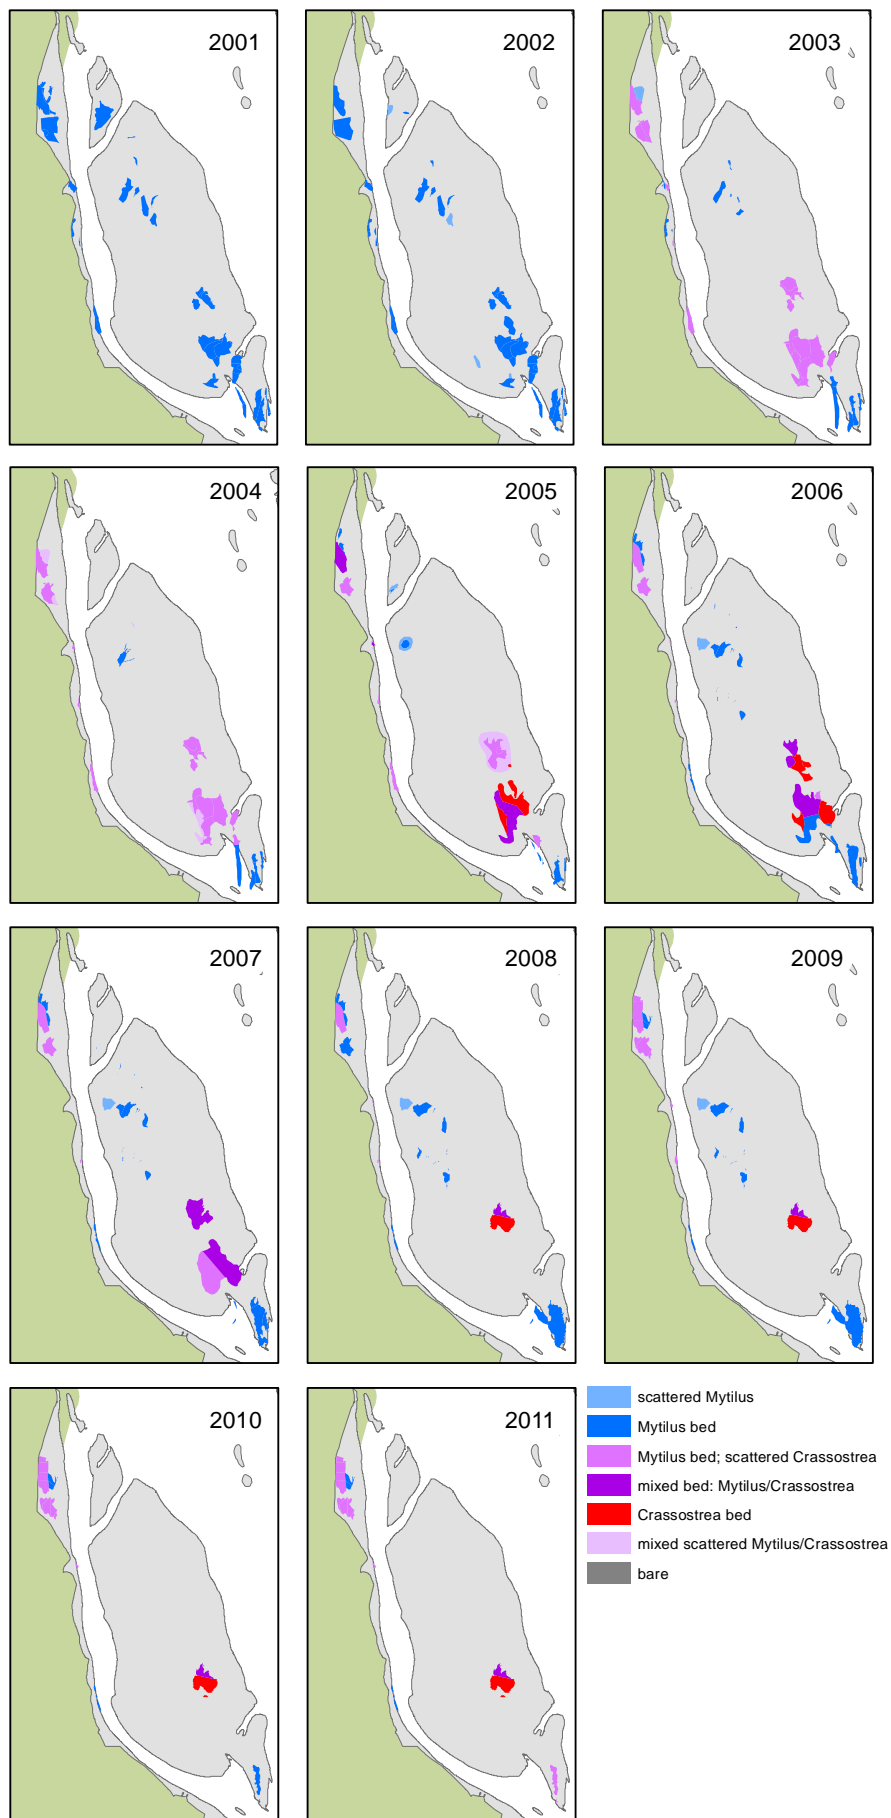 2001
2002
2003
2004
2005
2006
2007
2008
2009
2010
2011
scattered Mytilus
Mytilus bed
Mytilus bed; scattered Crassostrea
mixed bed: Mytilus/Crassostrea
Crassostrea bed
mixed scattered Mytilus/Crassostrea
bare